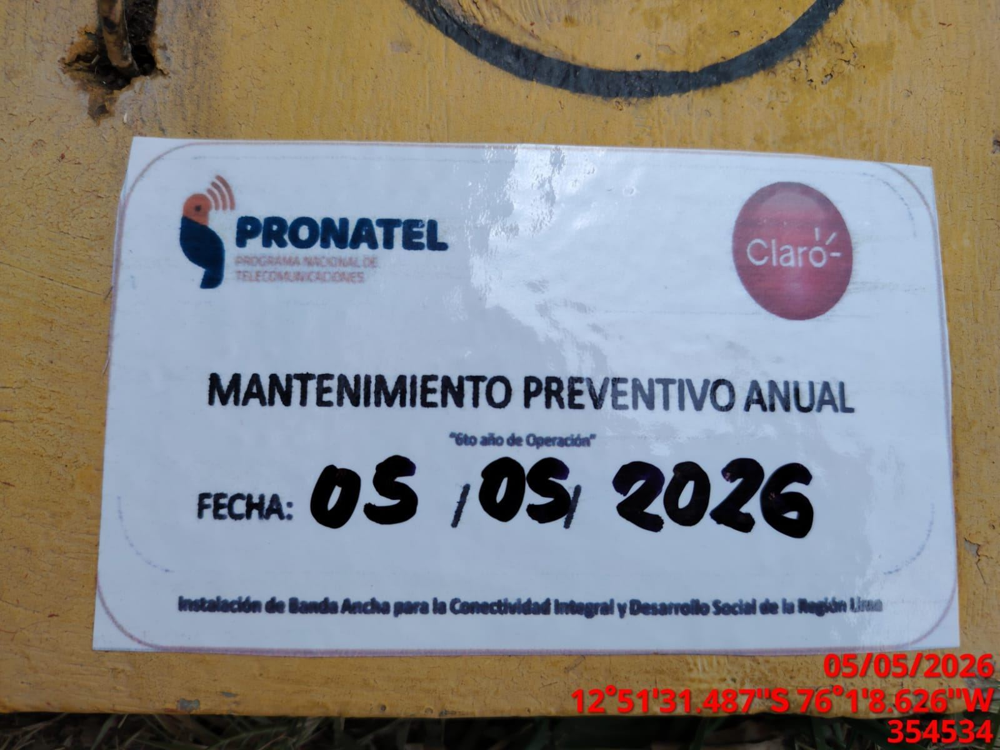 PRONATEL
PROGRAMA NACIONAL DE
TELECOMUNICACIONES
Claro
MANTENIMIENTO PREVENTIVO ANUAL
"6to año de Operación"
FECHA: 05 / 05 / 2026
Instalación de Banda Ancha para la Conectividad Integral y Desarrollo Social de la Región Lima
05/05/2026
12°51'31.487"S 76°1'8.626"W
354534